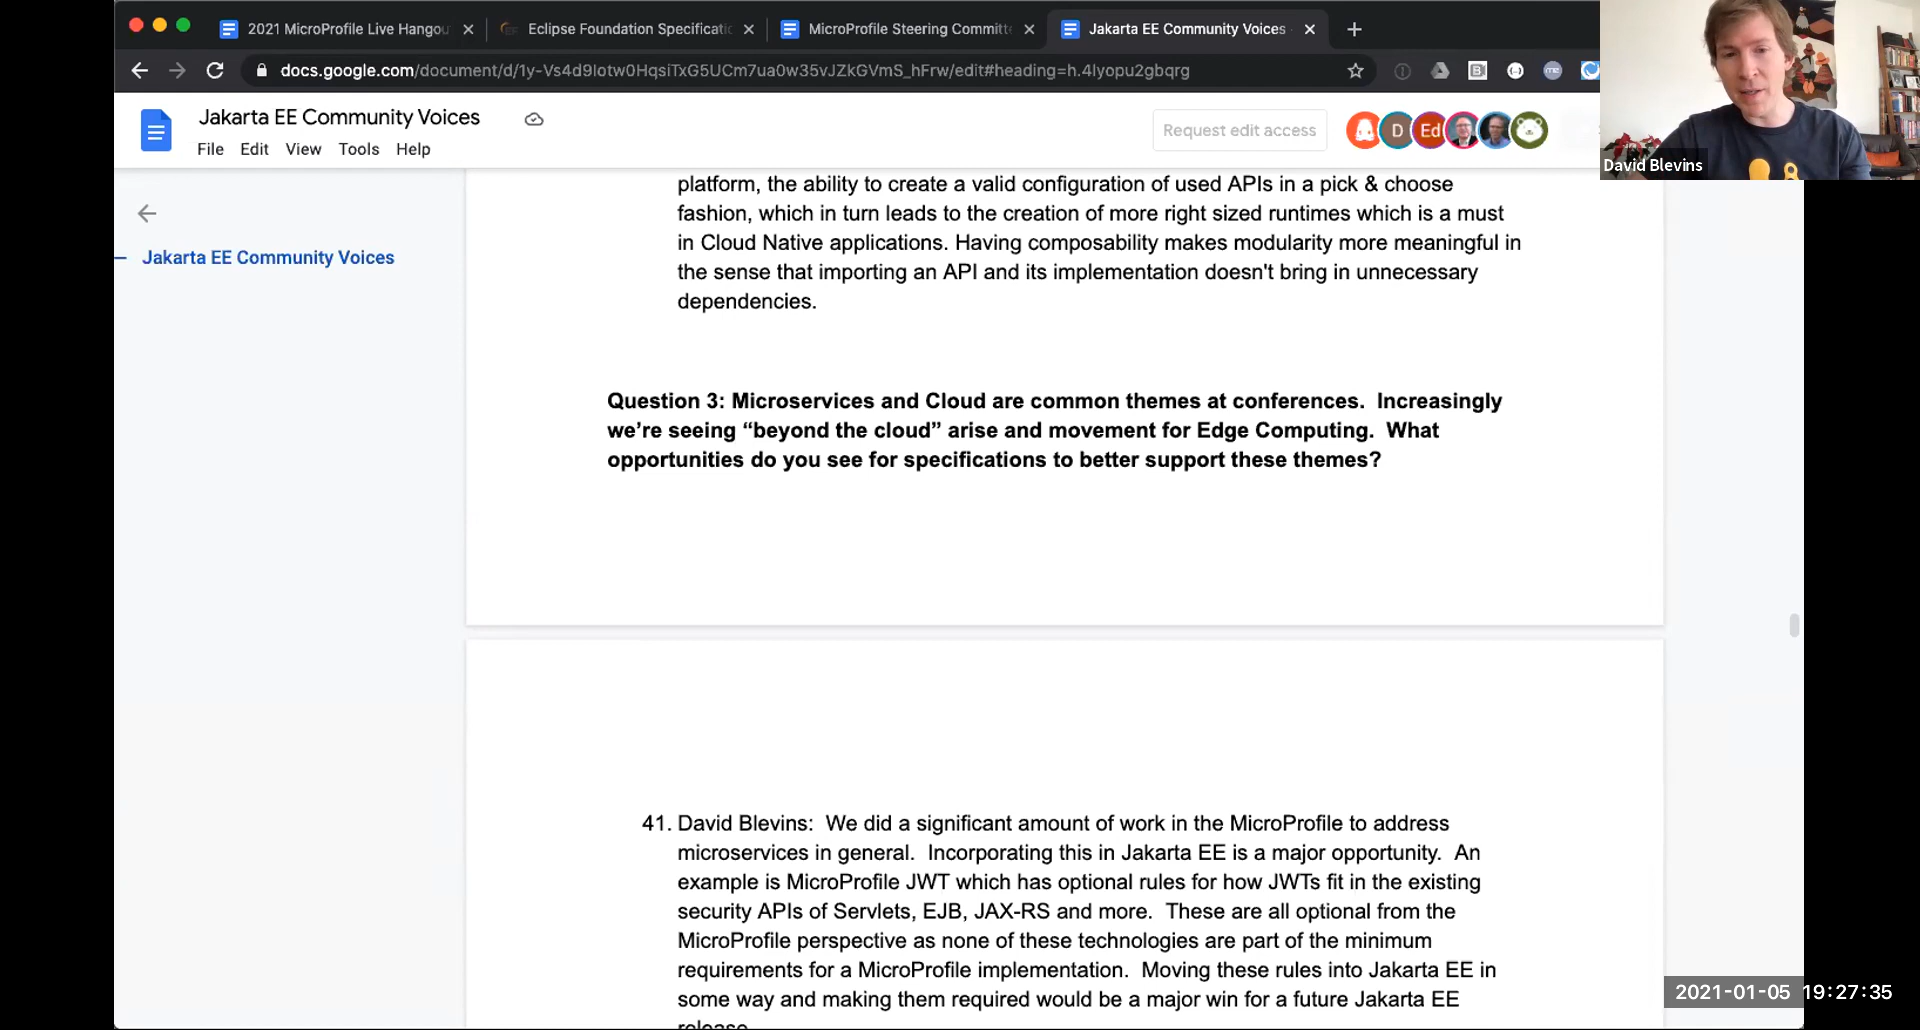 2021 MicroProfile Live Hangou
Eclipse Foundation Specificatio
MicroProfile Steering Committe
Jakarta EE Community Voices
docs.google.com/document/d/1y-Vs4d9Iotw0HqsiTxG5UCm7ua0w35vJZkGVmS_hFrw/edit#heading=h.4lyopu2gbqrg
Jakarta EE Community Voices
Request edit access
D
Ed
File Edit View Tools Help
David Blevins
Jakarta EE Community Voices
platform, the ability to create a valid configuration of used APIs in a pick & choose
fashion, which in turn leads to the creation of more right sized runtimes which is a must
in Cloud Native applications. Having composability makes modularity more meaningful in
the sense that importing an API and its implementation doesn't bring in unnecessary
dependencies.
Question 3: Microservices and Cloud are common themes at conferences. Increasingly
we’re seeing “beyond the cloud” arise and movement for Edge Computing. What
opportunities do you see for specifications to better support these themes?
41. David Blevins: We did a significant amount of work in the MicroProfile to address
microservices in general. Incorporating this in Jakarta EE is a major opportunity. An
example is MicroProfile JWT which has optional rules for how JWTs fit in the existing
security APIs of Servlets, EJB, JAX-RS and more. These are all optional from the
MicroProfile perspective as none of these technologies are part of the minimum
requirements for a MicroProfile implementation. Moving these rules into Jakarta EE in
some way and making them required would be a major win for a future Jakarta EE
release.
2021-01-05 19:27:35